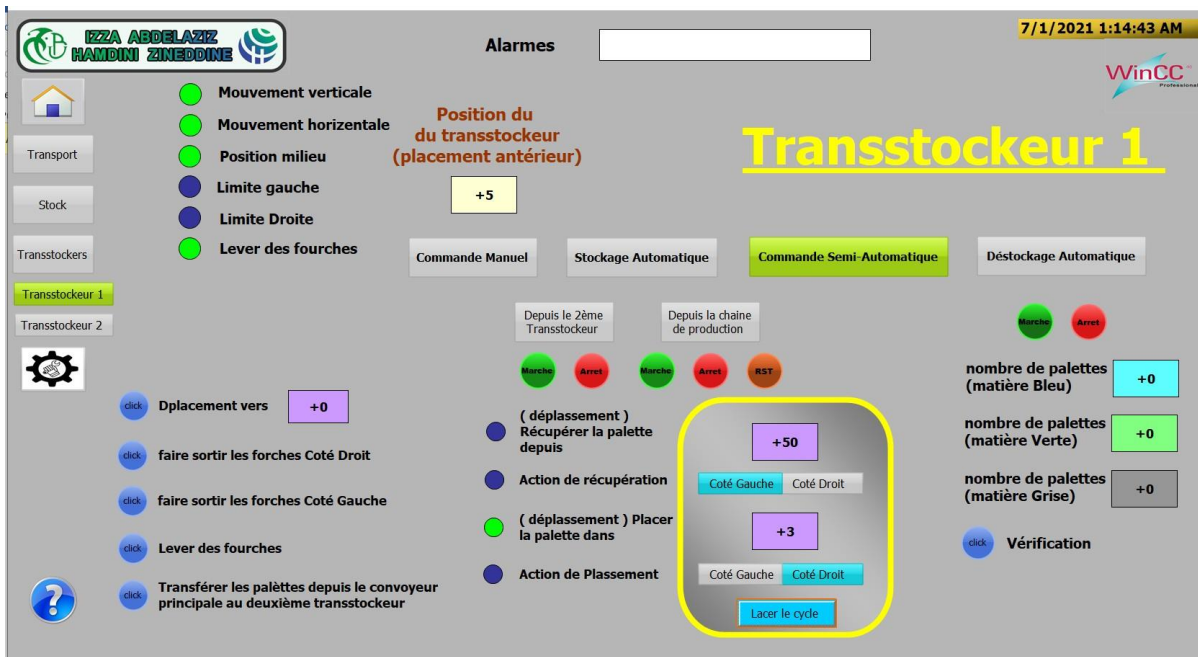 IZZA ABDELAZIZ
HAMDINI ZINEDDINE
Alarmes
7/1/2021 1:14:43 AM
WinCC
Professional
Transstockeur 1
Transport
Stock
Transstockers
Transstockeur 1
Transstockeur 2
Mouvement verticale
Mouvement horizentale
Position milieu
Limite gauche
Limite Droite
Lever des fourches
Position du
du transstockeur
(placement antérieur)
+5
Commande Manuel
Stockage Automatique
Commande Semi-Automatique
Déstockage Automatique
Depuis le 2ème
Transstockeur
Depuis la chaine
de production
Marche
Arret
Marche
Arret
RST
Marche
Arret
click
Dplacement vers
+0
click
faire sortir les forches Coté Droit
click
faire sortir les forches Coté Gauche
click
Lever des fourches
click
Transférer les palèttes depuis le convoyeur
principale au deuxième transstockeur
?
( déplassement )
Récupérer la palette
depuis
+50
Action de récupération
Coté Gauche
Coté Droit
( déplassement ) Placer
la palette dans
+3
Action de Plassement
Coté Gauche
Coté Droit
Lacer le cycle
nombre de palettes
(matière Bleu)
+0
nombre de palettes
(matière Verte)
+0
nombre de palettes
(matière Grise)
+0
click
Vérification